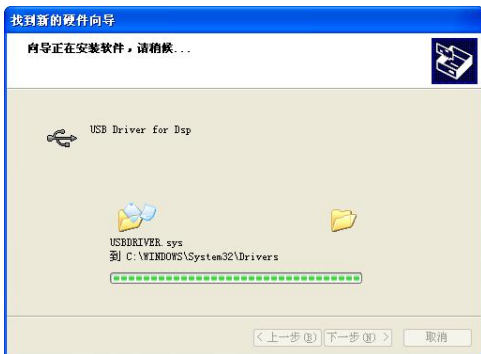 找到新的硬件向导
向导正在安装软件，请稍候...
USB Driver for Dsp
USBDRIVER.sys
到 C:\WINDOWS\System32\Drivers
< 上一步(B) 下一步(N) > 取消